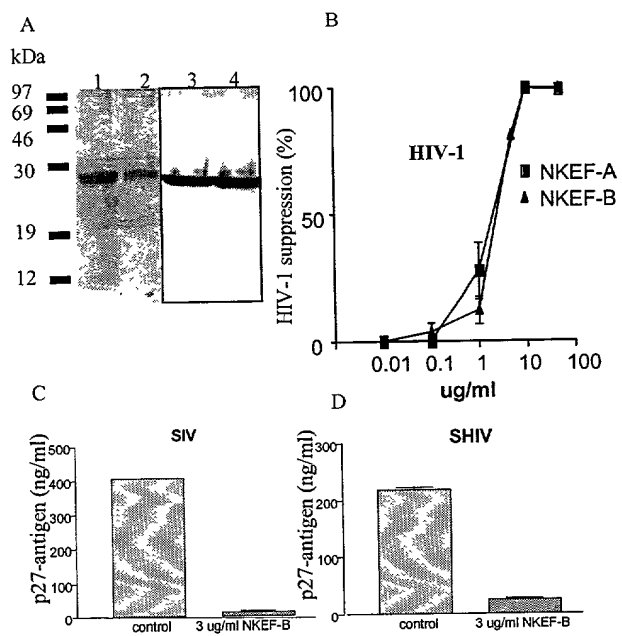 A
kDa
1 2 3 4
97
69
46
30
19
12
B
HIV-1 suppression (%)
100
50
0
HIV-1
NKEF-A
NKEF-B
0.01 0.1 1 10 100
ug/ml
C
SIV
p27-antigen (ng/ml)
500
400
300
200
100
0
control 3 ug/ml NKEF-B
D
SHIV
p27-antigen (ng/ml)
300
200
100
0
control 3 ug/ml NKEF-B